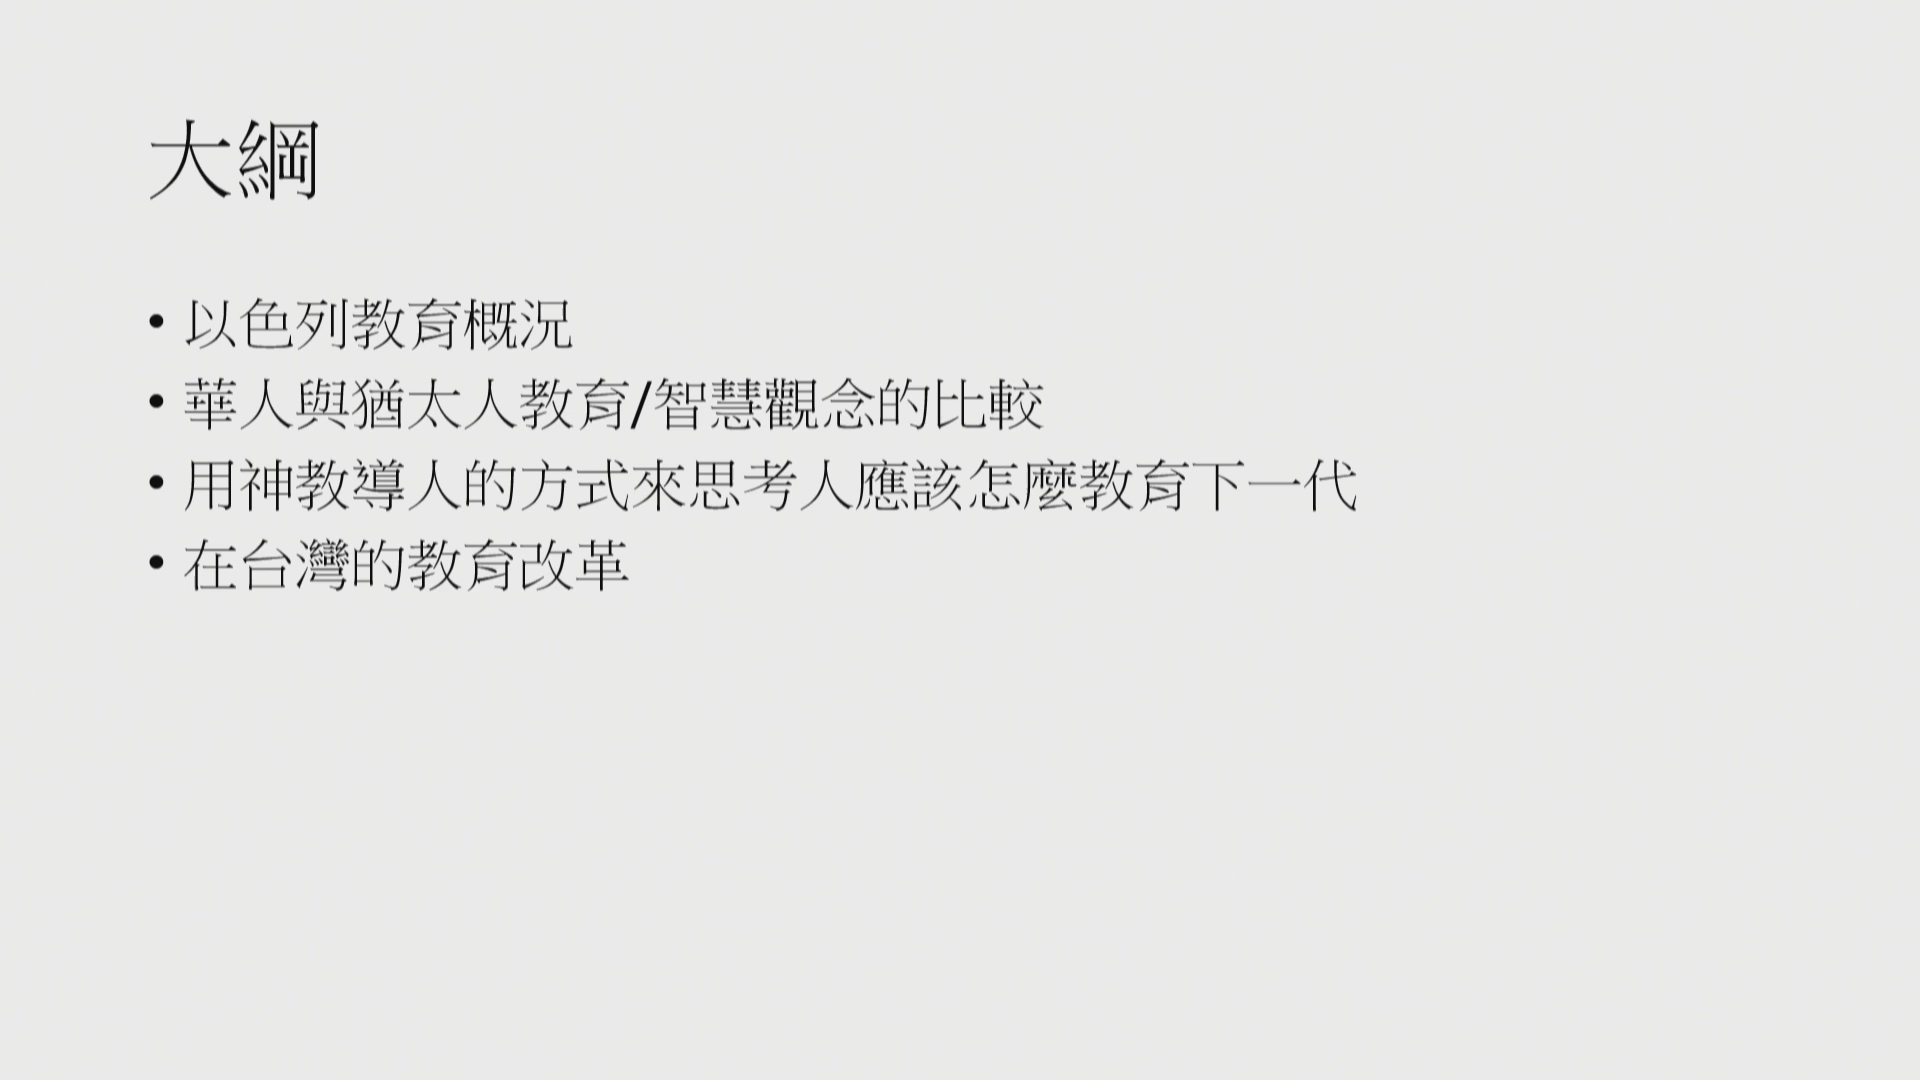 大綱
• 以色列教育概況
• 華人與猶太人教育/智慧觀念的比較
• 用神教導人的方式來思考人應該怎麼教育下一代
• 在台灣的教育改革